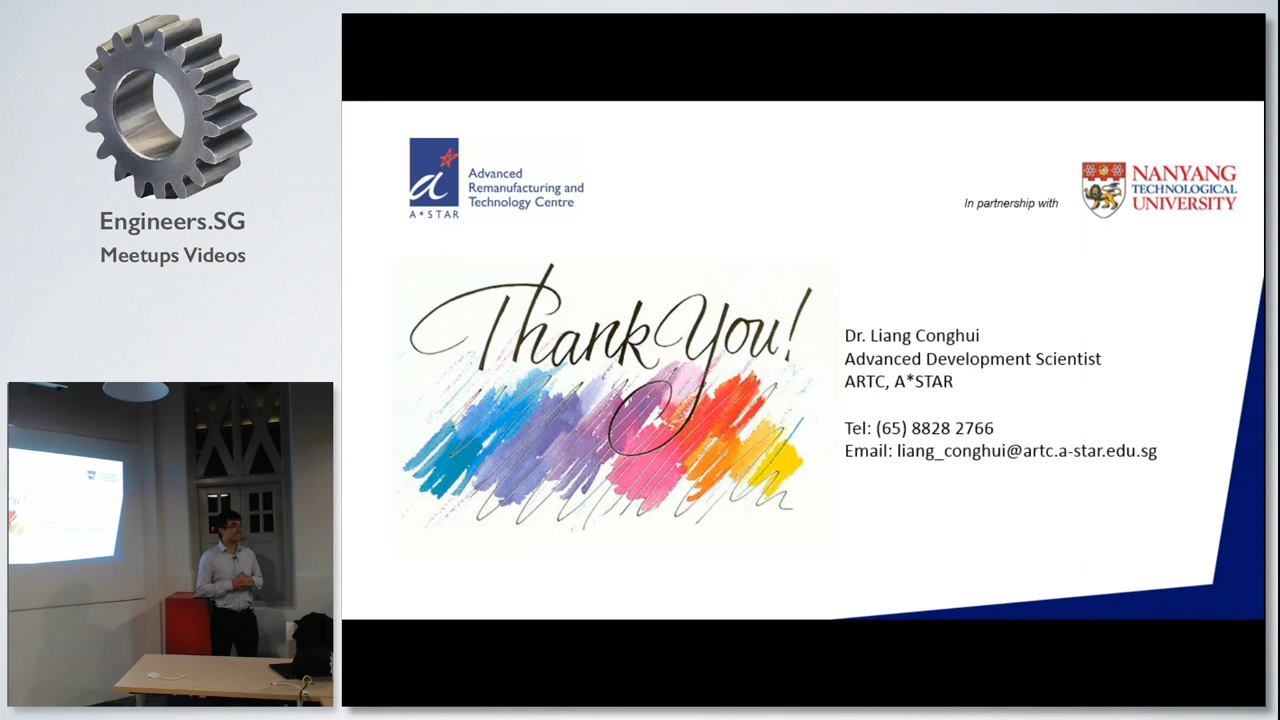 Engineers.SG
Meetups Videos
a
A*STAR
Advanced
Remanufacturing and
Technology Centre
In partnership with
NANYANG
TECHNOLOGICAL
UNIVERSITY
Thank You!
Dr. Liang Conghui
Advanced Development Scientist
ARTC, A*STAR
Tel: (65) 8828 2766
Email: liang_conghui@artc.a-star.edu.sg